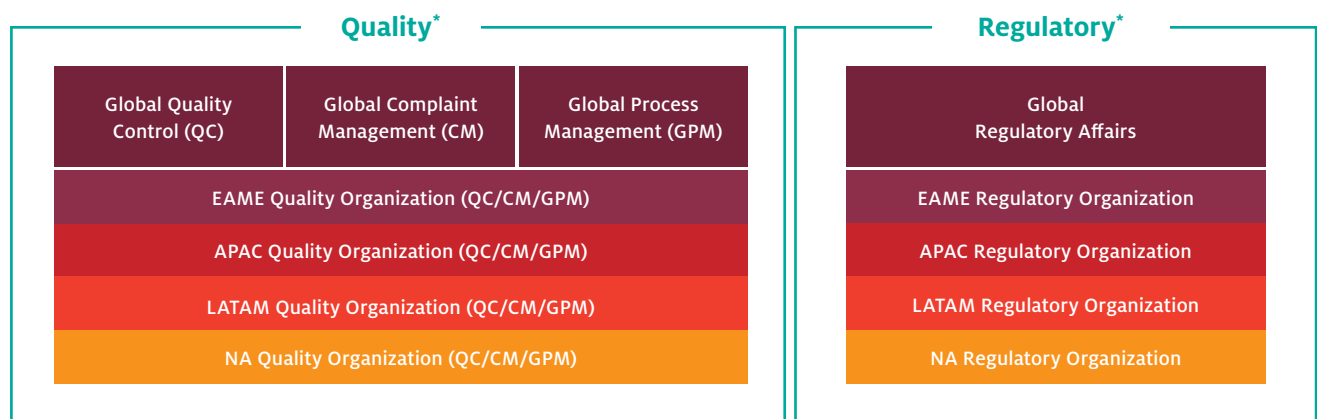 Quality*
Global Quality
Control (QC)
Global Complaint
Management (CM)
Global Process
Management (GPM)
EAME Quality Organization (QC/CM/GPM)
APAC Quality Organization (QC/CM/GPM)
LATAM Quality Organization (QC/CM/GPM)
NA Quality Organization (QC/CM/GPM)
Regulatory*
Global
Regulatory Affairs
EAME Regulatory Organization
APAC Regulatory Organization
LATAM Regulatory Organization
NA Regulatory Organization